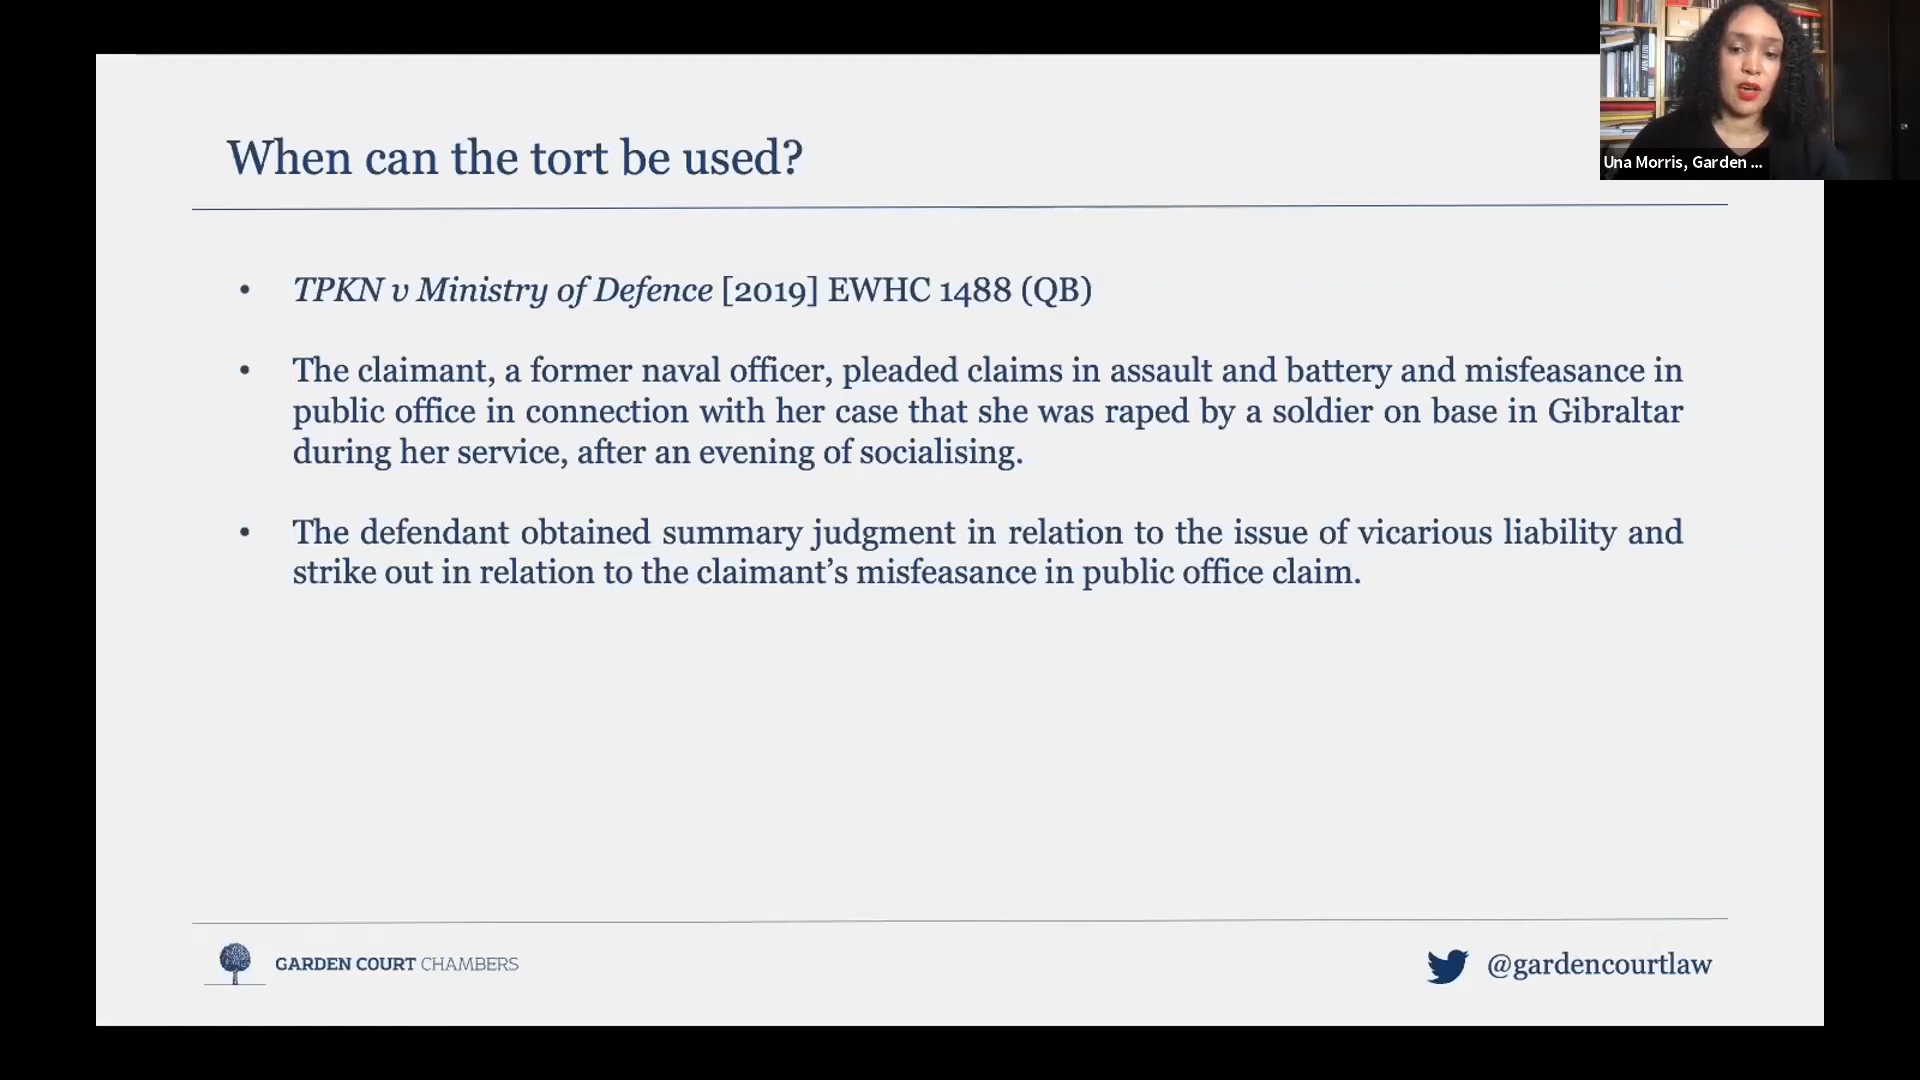 When can the tort be used?
Una Morris, Garden ...
• TPKN v Ministry of Defence [2019] EWHC 1488 (QB)
• The claimant, a former naval officer, pleaded claims in assault and battery and misfeasance in
public office in connection with her case that she was raped by a soldier on base in Gibraltar
during her service, after an evening of socialising.
• The defendant obtained summary judgment in relation to the issue of vicarious liability and
strike out in relation to the claimant’s misfeasance in public office claim.
GARDEN COURT CHAMBERS
@gardencourtlaw